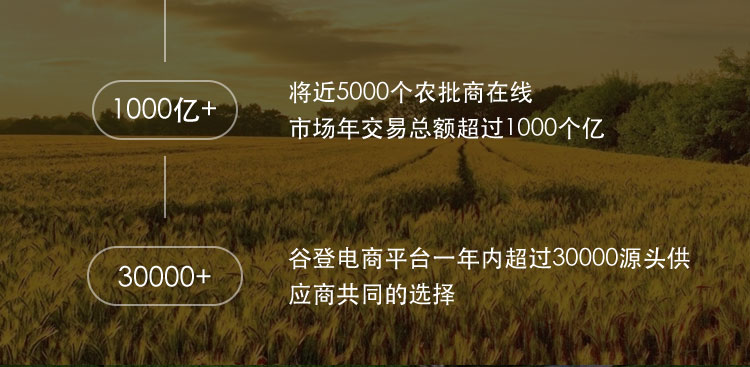 1000亿+
将近5000个农批商在线
市场年交易总额超过1000个亿
30000+
谷登电商平台一年内超过30000源头供
应商共同的选择